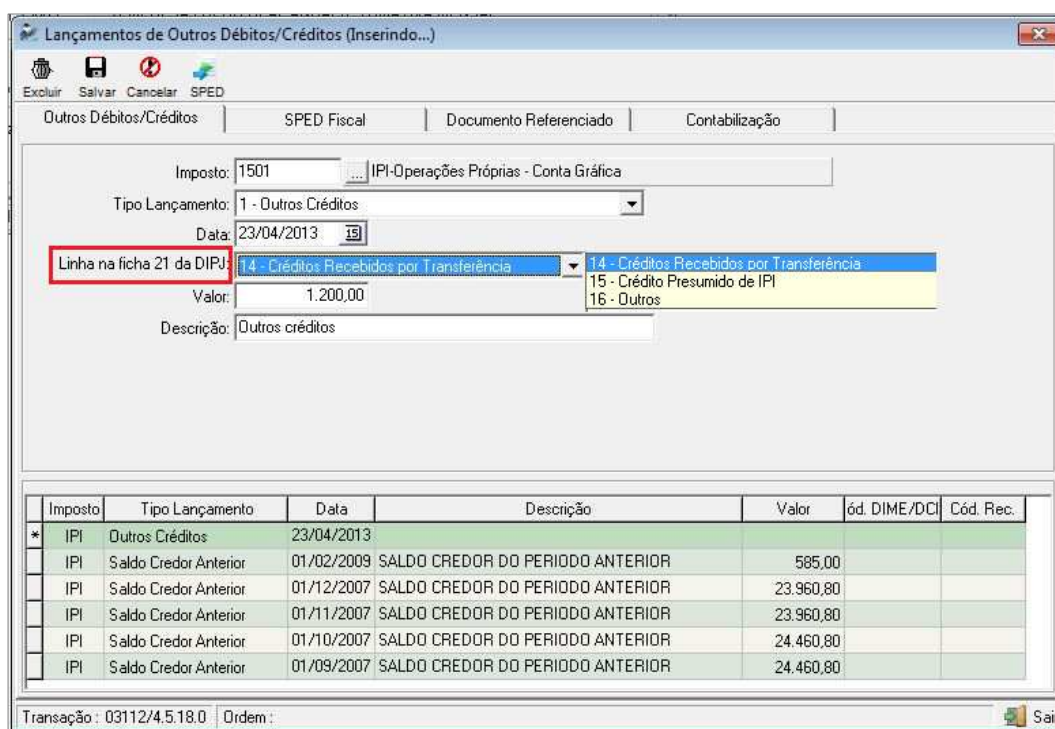 Lançamentos de Outros Débitos/Créditos (Inserindo...)
Excluir Salvar Cancelar SPED
Outros Débitos/Créditos SPED Fiscal Documento Referenciado Contabilização
Imposto: 1501 ... IPI-Operações Próprias - Conta Gráfica
Tipo Lançamento: 1 - Outros Créditos
Data: 23/04/2013 15
Linha na ficha 21 da DIPJ: 14 - Créditos Recebidos por Transferência 14 - Créditos Recebidos por Transferência
15 - Crédito Presumido de IPI
16 - Outros
Valor: 1.200,00
Descrição: Outros créditos
Imposto Tipo Lançamento Data Descrição Valor ód. DIME/DCI Cód. Rec.
* IPI Outros Créditos 23/04/2013
IPI Saldo Credor Anterior 01/02/2009 SALDO CREDOR DO PERIODO ANTERIOR 585,00
IPI Saldo Credor Anterior 01/12/2007 SALDO CREDOR DO PERIODO ANTERIOR 23.960,80
IPI Saldo Credor Anterior 01/11/2007 SALDO CREDOR DO PERIODO ANTERIOR 23.960,80
IPI Saldo Credor Anterior 01/10/2007 SALDO CREDOR DO PERIODO ANTERIOR 24.460,80
IPI Saldo Credor Anterior 01/09/2007 SALDO CREDOR DO PERIODO ANTERIOR 24.460,80
Transação : 03112/4.5.18.0 Ordem : Sai